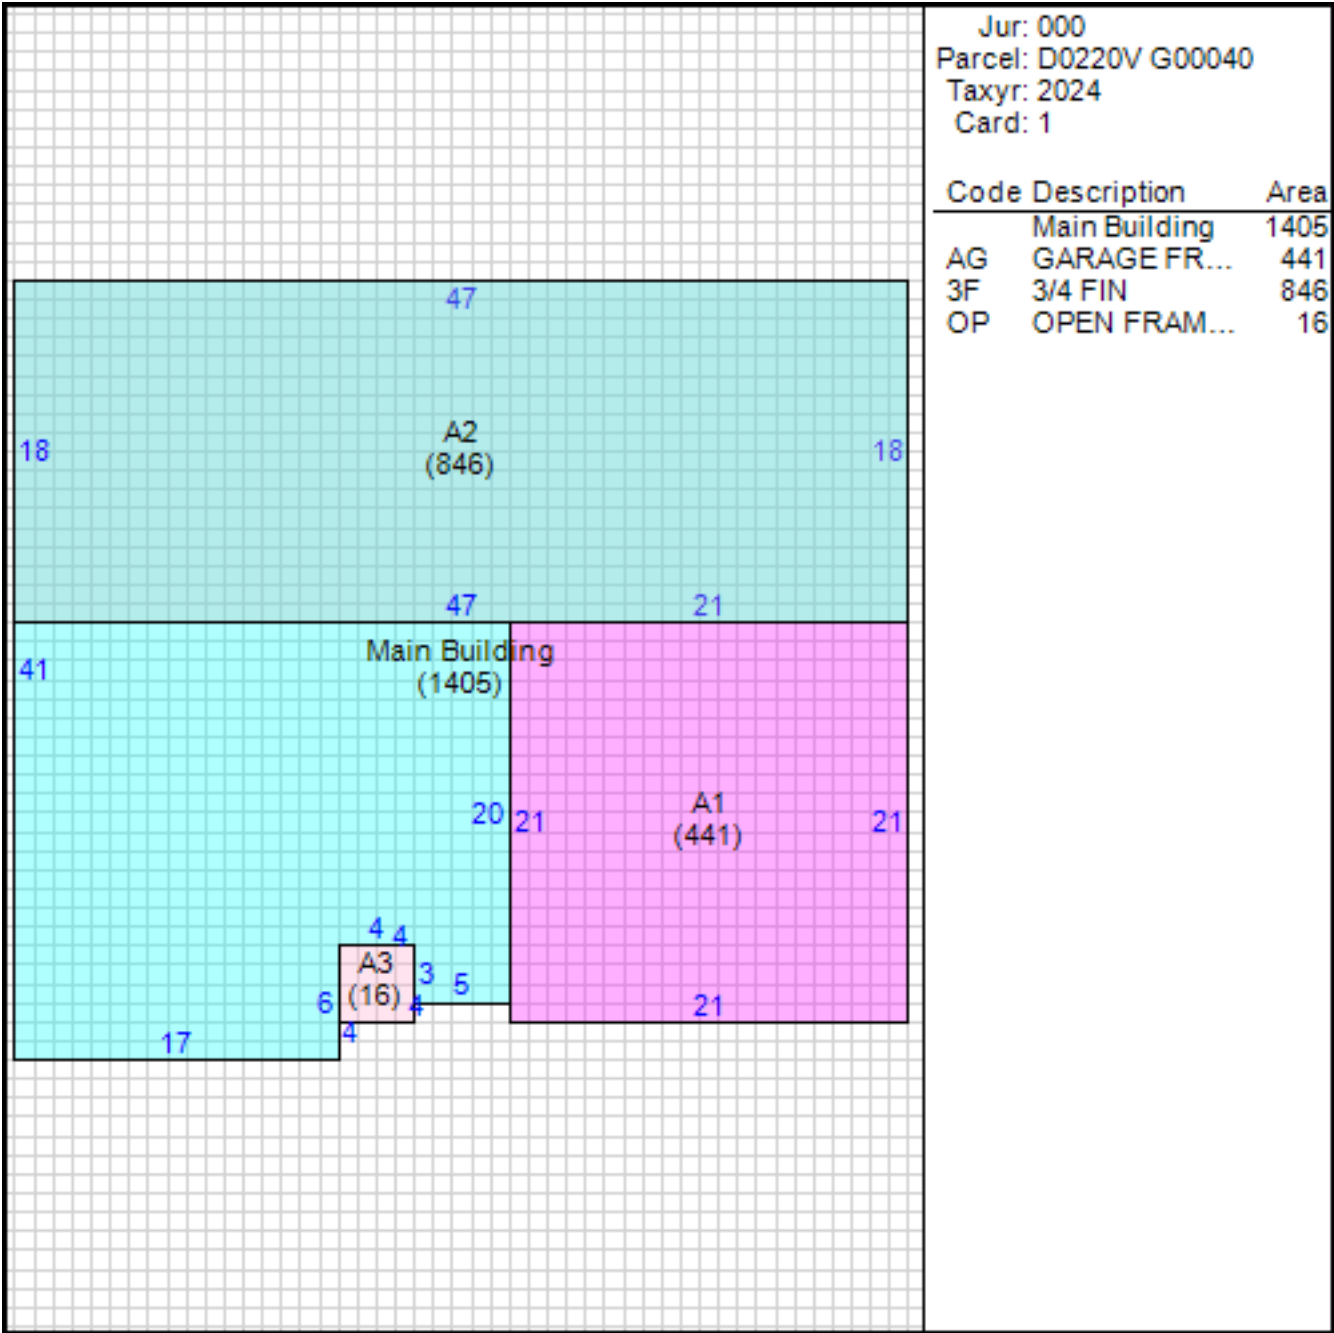 Jur: 000
Parcel: D0220V G00040
Taxyr: 2024
Card: 1
Code Description Area
Main Building 1405
AG GARAGE FR... 441
3F 3/4 FIN 846
OP OPEN FRAM... 16
47
18
A2
(846)
18
47
21
Main Building
(1405)
41
20
21
A1
(441)
21
4
4
A3
(16)
3
5
6
4
4
21
17